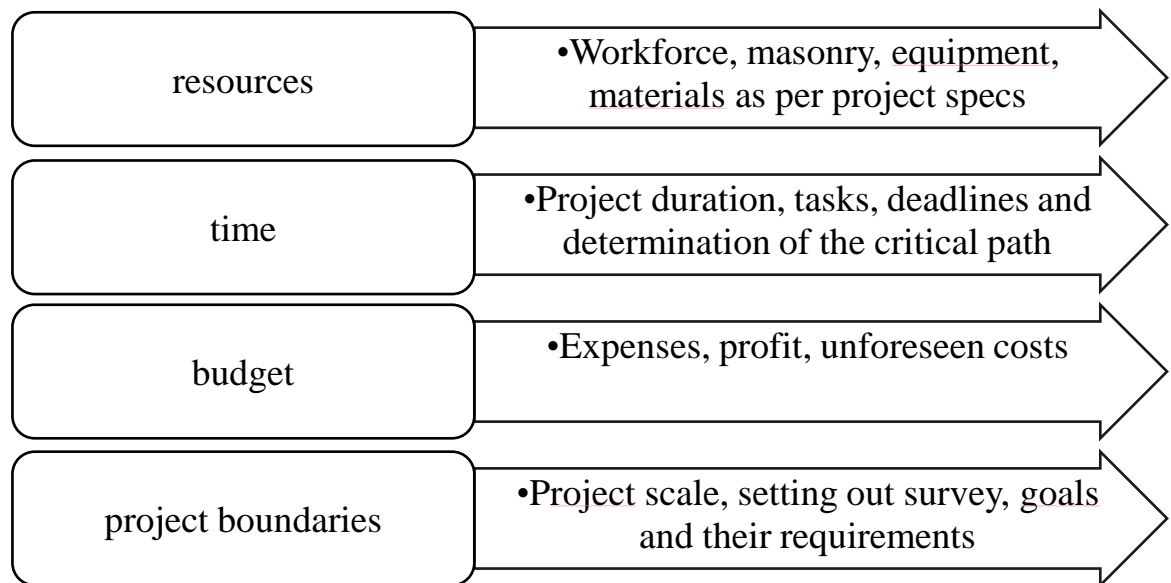 resources
•Workforce, masonry, equipment,
materials as per project specs
time
•Project duration, tasks, deadlines and
determination of the critical path
budget
•Expenses, profit, unforeseen costs
project boundaries
•Project scale, setting out survey, goals
and their requirements